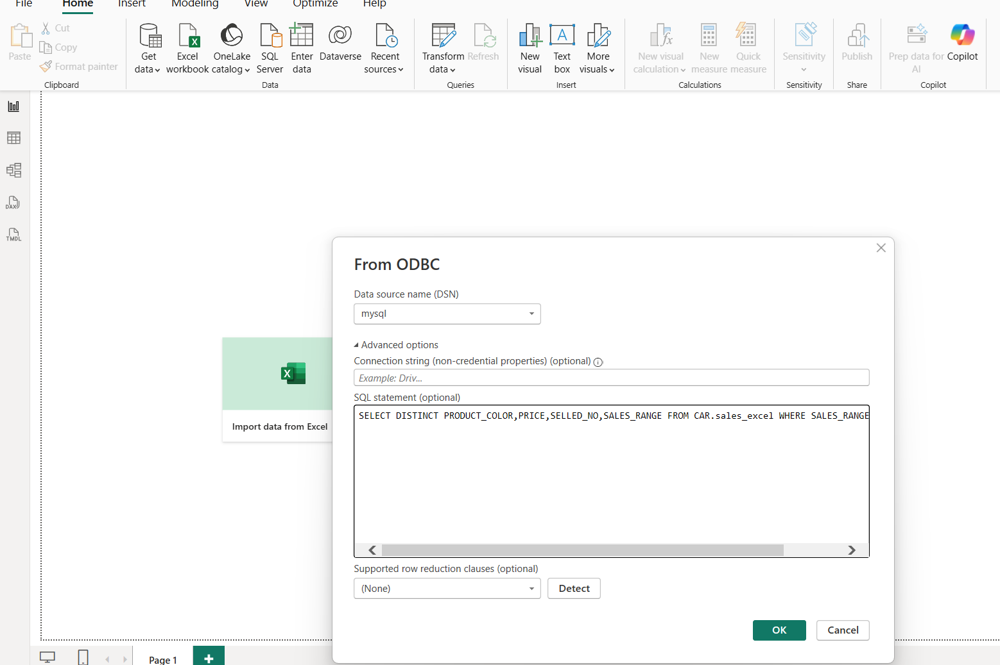 File Home Insert Modeling View Optimize Help
Paste
Cut
Copy
Format painter
Clipboard
Get data
Excel workbook
OneLake catalog
SQL Server
Enter data
Dataverse
Recent sources
Data
Transform data
Refresh
Queries
New visual
Text box
More visuals
Insert
New visual calculation
New measure
Quick measure
Calculations
Sensitivity
Sensitivity
Publish
Share
Prep data for AI
Copilot
Copilot
DAX
TMDL
Import data from Excel
From ODBC
Data source name (DSN)
mysql
Advanced options
Connection string (non-credential properties) (optional)
Example: Driv...
SQL statement (optional)
SELECT DISTINCT PRODUCT_COLOR,PRICE,SELLED_NO,SALES_RANGE FROM CAR.sales_excel WHERE SALES_RANGE
Supported row reduction clauses (optional)
(None)
Detect
OK
Cancel
Page 1